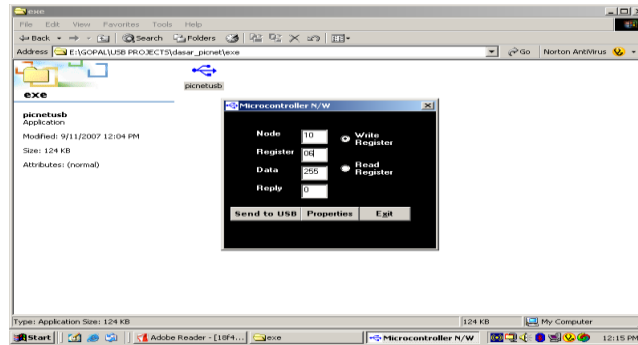 exe
File Edit View Favorites Tools Help
Back Search Folders
Address E:\GOPAL\USB PROJECTS\dasar_picnet\exe Go Norton AntiVirus
exe
picnetusb
Application
Modified: 9/11/2007 12:04 PM
Size: 124 KB
Attributes: (normal)
picnetusb
Microcontroller N/W
Node 10 Write Register
Register 06
Data 255 Read Register
Reply 0
Send to USB Properties Exit
Type: Application Size: 124 KB 124 KB My Computer
Start Adobe Reader - [18F4... exe Microcontroller N/W 12:15 PM